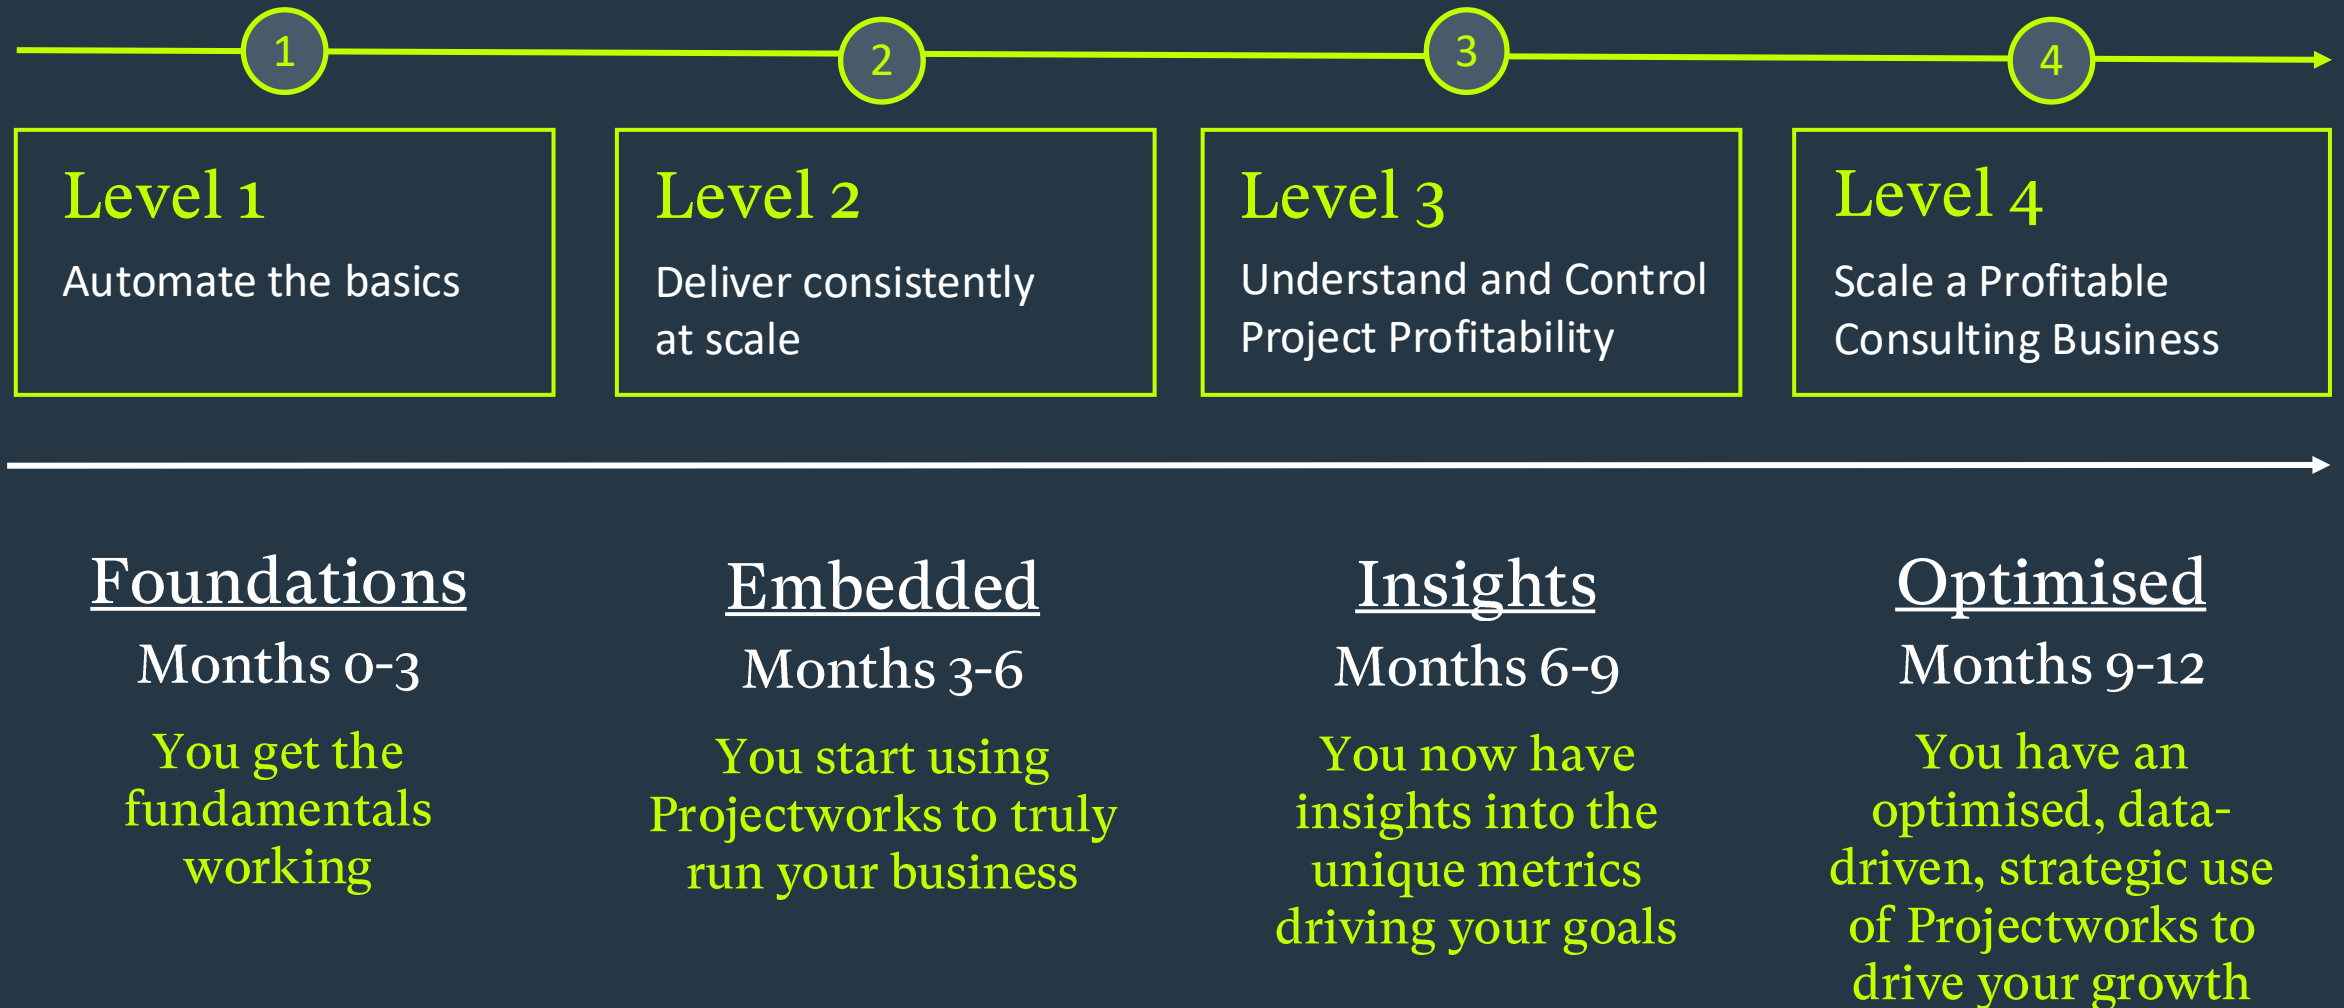 1
2
3
4
Level 1
Automate the basics
Level 2
Deliver consistently
at scale
Level 3
Understand and Control
Project Profitability
Level 4
Scale a Profitable
Consulting Business
Foundations
Months 0-3
You get the
fundamentals
working
Embedded
Months 3-6
You start using
Projectworks to truly
run your business
Insights
Months 6-9
You now have
insights into the
unique metrics
driving your goals
Optimised
Months 9-12
You have an
optimised, data-
driven, strategic use
of Projectworks to
drive your growth